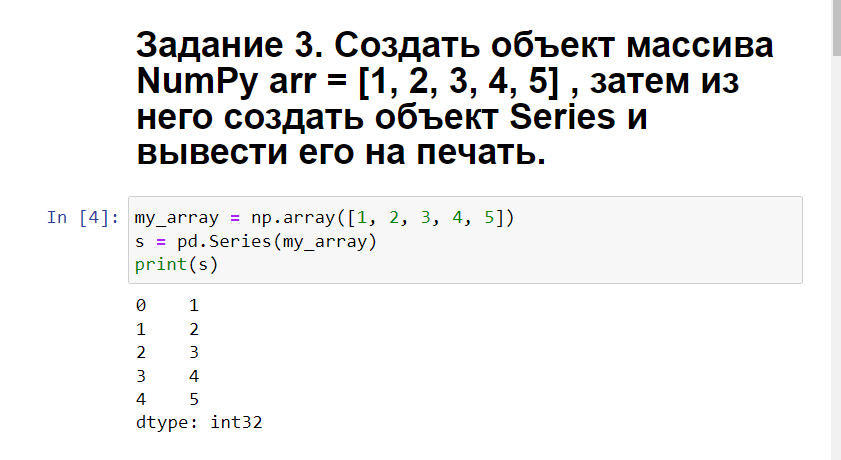 Задание 3. Создать объект массива
NumPy arr = [1, 2, 3, 4, 5] , затем из
него создать объект Series и
вывести его на печать.
In [4]: my_array = np.array([1, 2, 3, 4, 5])
s = pd.Series(my_array)
print(s)
0 1
1 2
2 3
3 4
4 5
dtype: int32